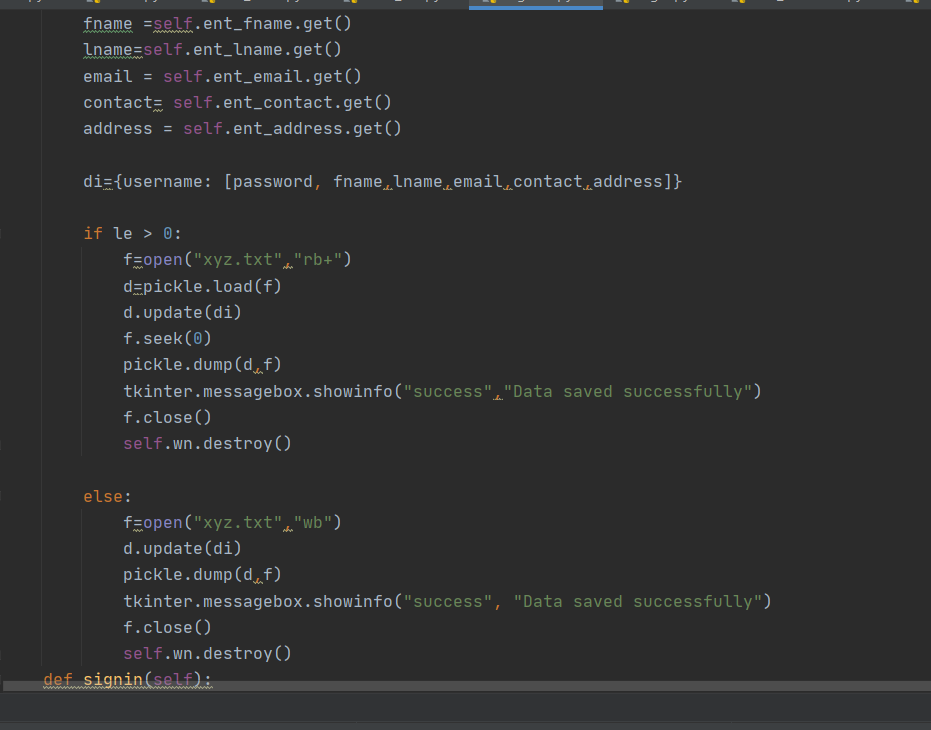 fname =self.ent_fname.get()
lname=self.ent_lname.get()
email = self.ent_email.get()
contact= self.ent_contact.get()
address = self.ent_address.get()
di={username: [password, fname,lname,email,contact,address]}
if le > 0:
f=open("xyz.txt","rb+")
d=pickle.load(f)
d.update(di)
f.seek(0)
pickle.dump(d,f)
tkinter.messagebox.showinfo("success","Data saved successfully")
f.close()
self.wn.destroy()
else:
f=open("xyz.txt","wb")
d.update(di)
pickle.dump(d,f)
tkinter.messagebox.showinfo("success", "Data saved successfully")
f.close()
self.wn.destroy()
def signin(self):